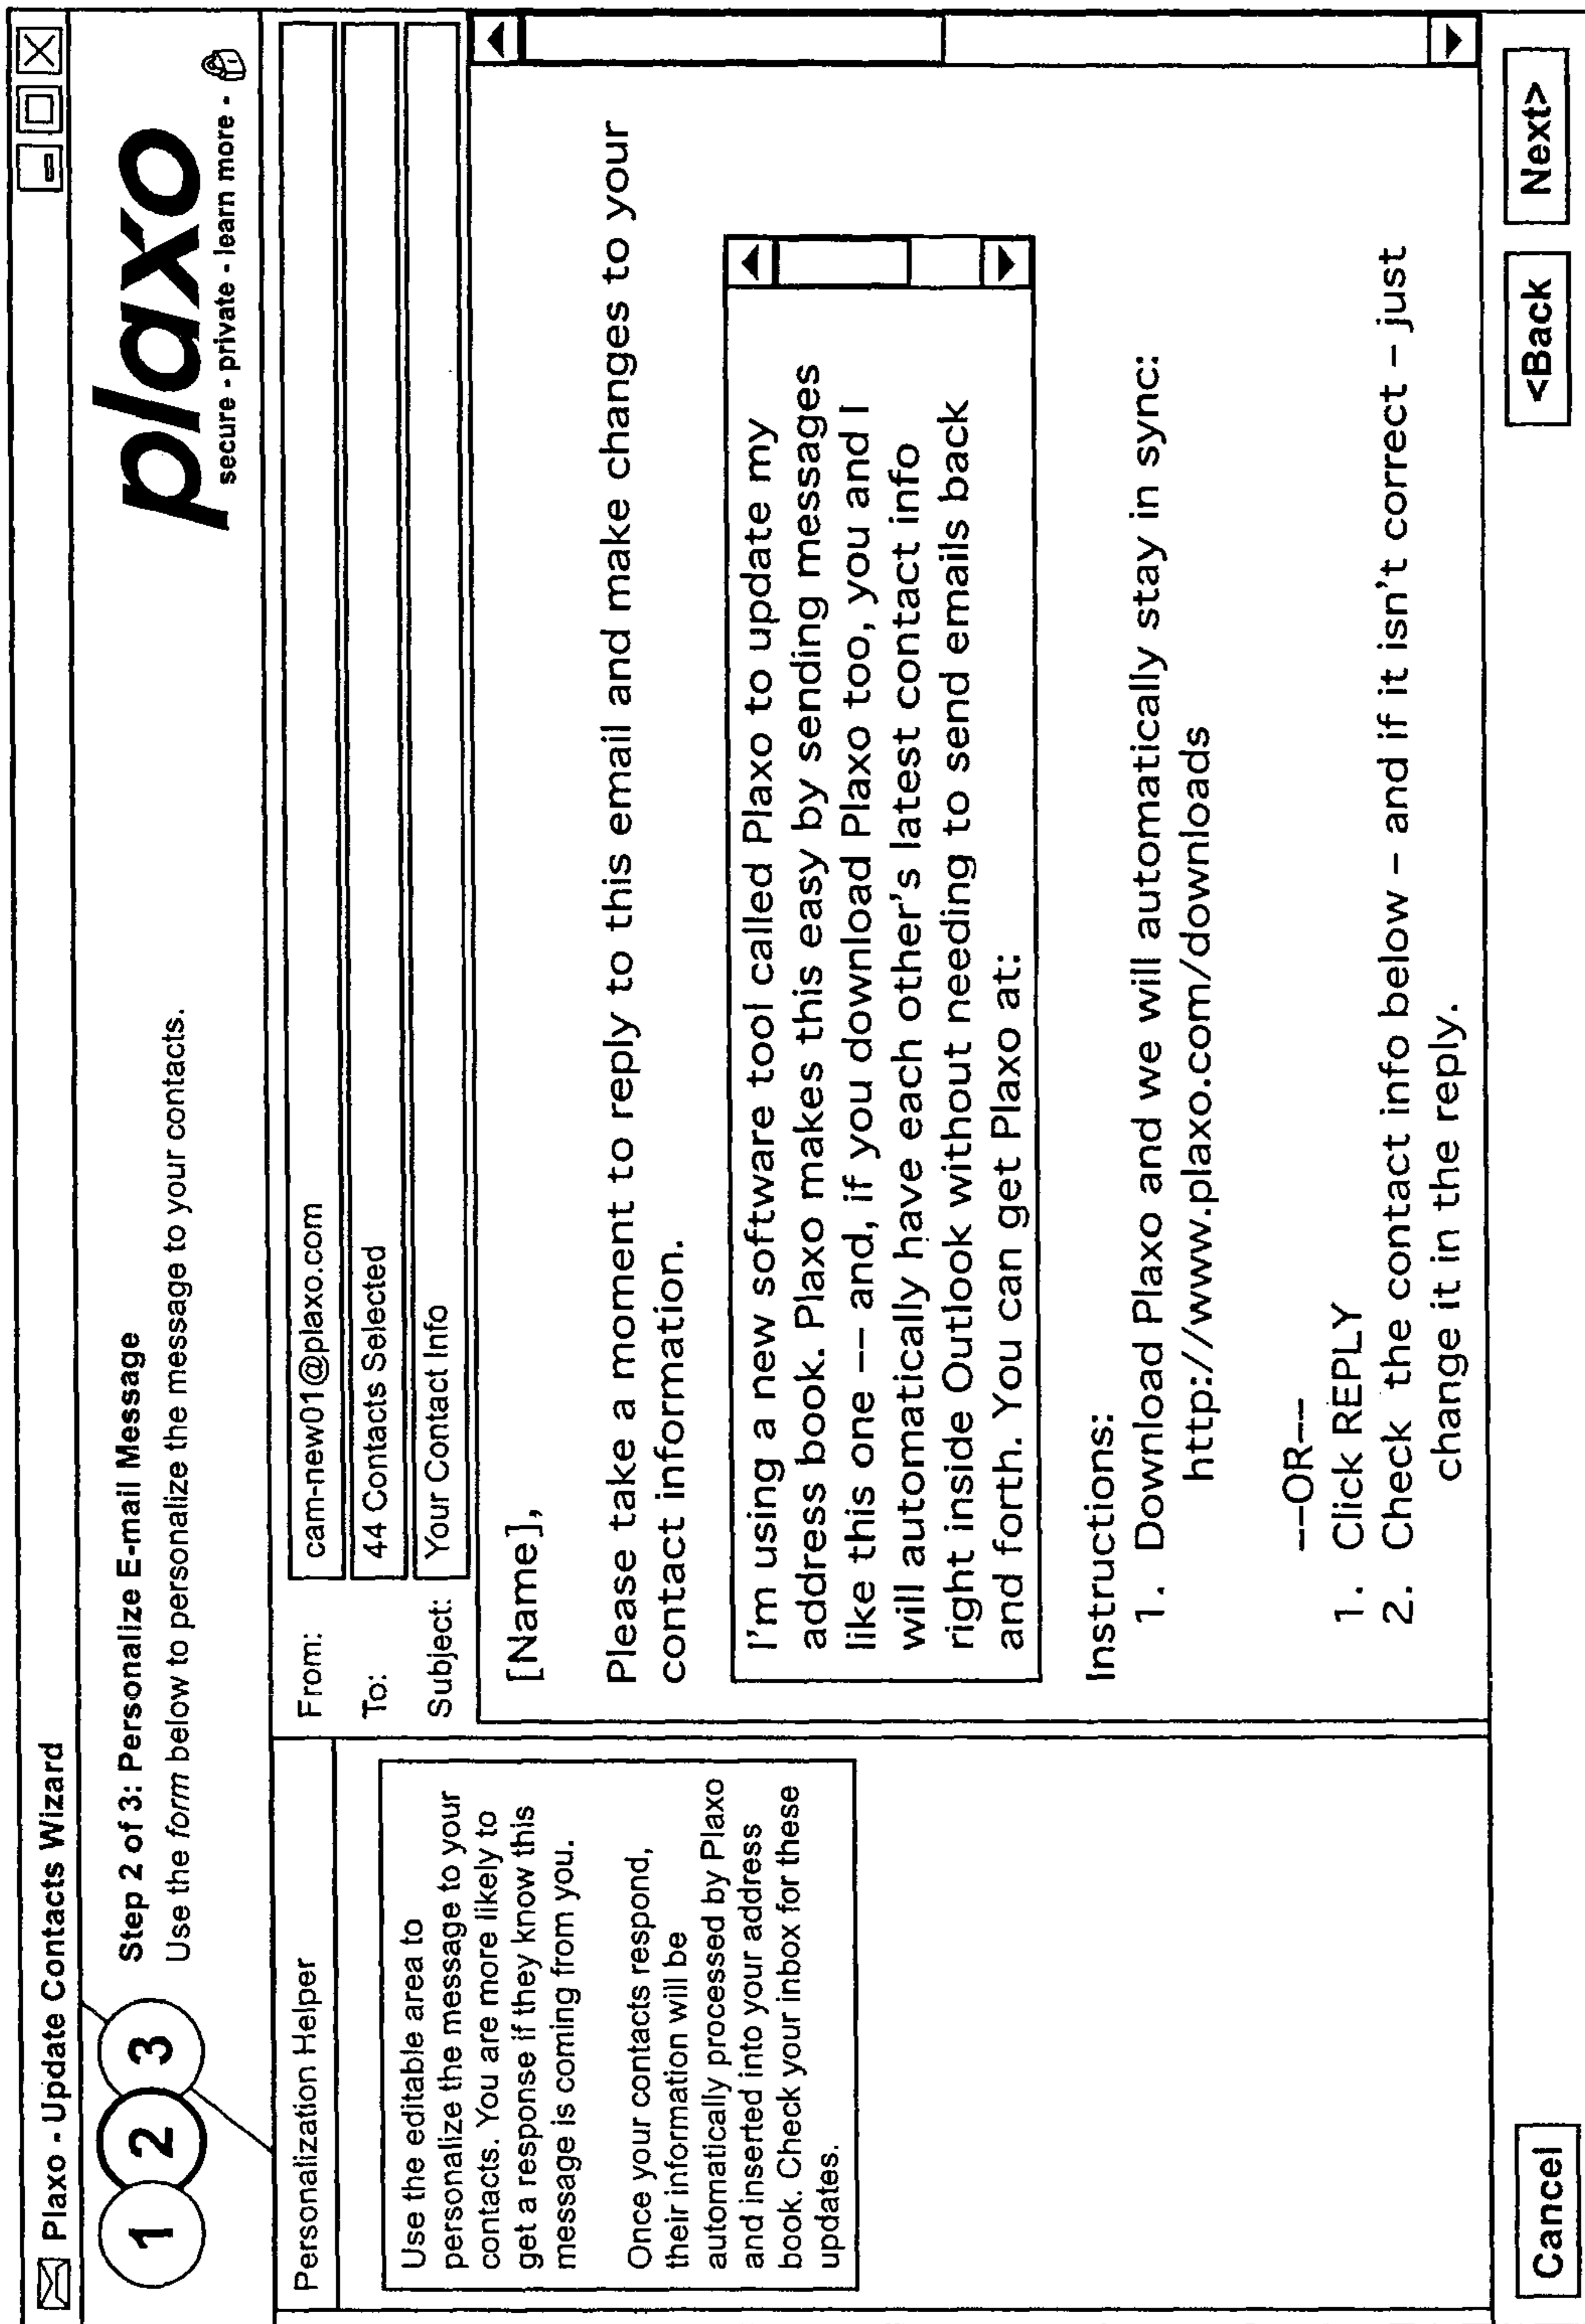 Plaxo - Update Contacts Wizard
1 2 3
Step 2 of 3: Personalize E-mail Message
Use the form below to personalize the message to your contacts.
plaxo
secure - private - learn more -
Personalization Helper
Use the editable area to
personalize the message to your
contacts. You are more likely to
get a response if they know this
message is coming from you.
Once your contacts respond,
their information will be
automatically processed by Plaxo
and inserted into your address
book. Check your inbox for these
updates.
From: cam-new01@plaxo.com
To: 44 Contacts Selected
Subject: Your Contact Info
[Name],
Please take a moment to reply to this email and make changes to your
contact information.
I'm using a new software tool called Plaxo to update my
address book. Plaxo makes this easy by sending messages
like this one -- and, if you download Plaxo too, you and I
will automatically have each other's latest contact info
right inside Outlook without needing to send emails back
and forth. You can get Plaxo at:
Instructions:
1. Download Plaxo and we will automatically stay in sync:
http://www.plaxo.com/downloads
--OR--
1. Click REPLY
2. Check the contact info below – and if it isn't correct – just
change it in the reply.
Cancel
<Back
Next>